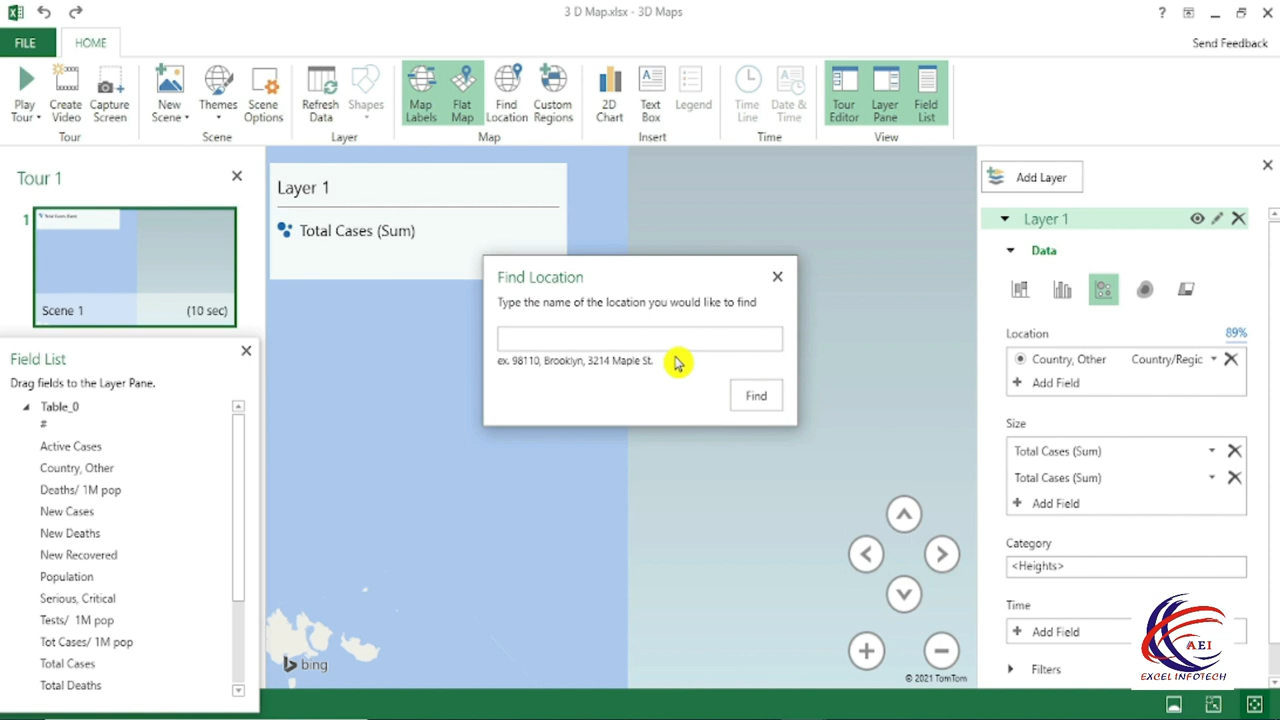 3 D Map.xlsx - 3D Maps
?
FILE
HOME
Send Feedback
Play Tour
Create Video
Capture Screen
Tour
New Scene
Themes
Scene Options
Scene
Refresh Data
Shapes
Layer
Map Labels
Flat Map
Find Location
Custom Regions
Map
2D Chart
Text Box
Legend
Insert
Time Line
Date & Time
Time
Tour Editor
Layer Pane
Field List
View
Tour 1
1
Total Cases (Sum)
Scene 1
(10 sec)
Field List
Drag fields to the Layer Pane.
Table_0
#
Active Cases
Country, Other
Deaths/ 1M pop
New Cases
New Deaths
New Recovered
Population
Serious, Critical
Tests/ 1M pop
Tot Cases/ 1M pop
Total Cases
Total Deaths
Layer 1
Total Cases (Sum)
Find Location
Type the name of the location you would like to find
ex. 98110, Brooklyn, 3214 Maple St.
Find
bing
© 2021 TomTom
Add Layer
Layer 1
Data
Location
89%
Country, Other
Country/Regic
Add Field
Size
Total Cases (Sum)
Total Cases (Sum)
Add Field
Category
<Heights>
Time
Add Field
Filters
AEI
EXCEL INFOTECH